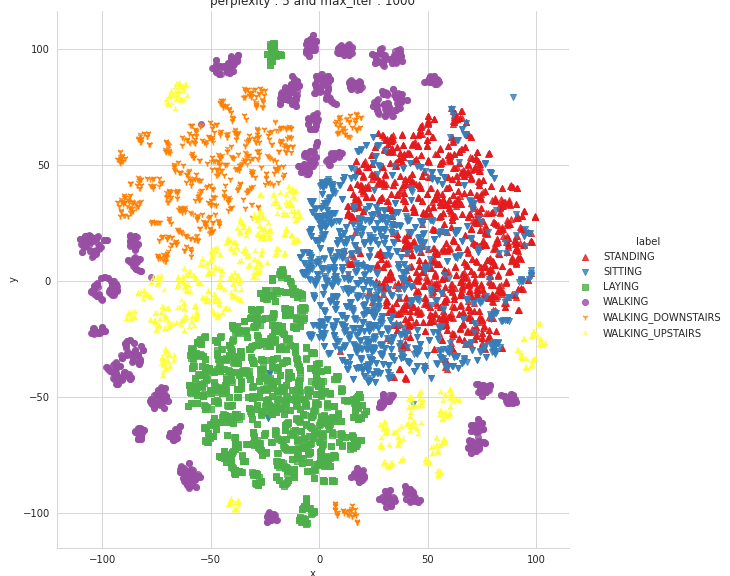 perplexity : 5 and max_iter : 1000
100
50
0
−50
−100
y
−100
−50
0
50
100
x
label
STANDING
SITTING
LAYING
WALKING
WALKING_DOWNSTAIRS
WALKING_UPSTAIRS